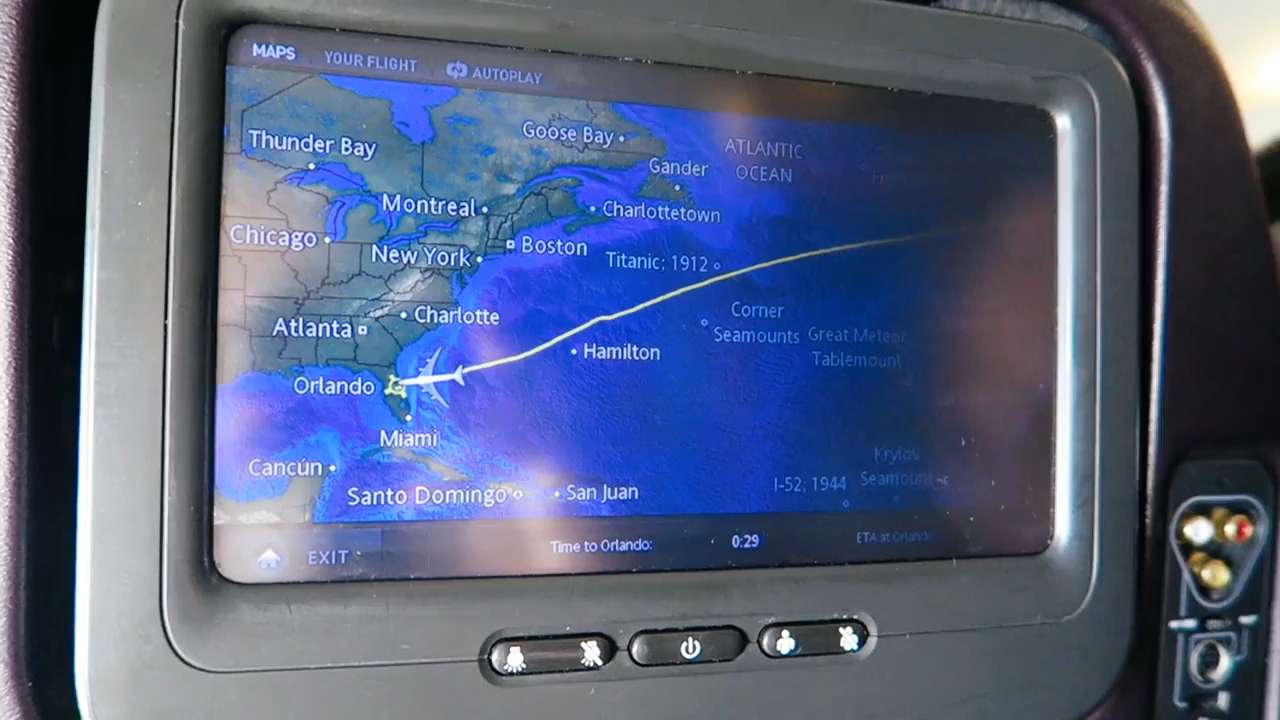 MAPS
YOUR FLIGHT
AUTOPLAY
Goose Bay
Thunder Bay
ATLANTIC
OCEAN
Gander
Montreal
Charlottetown
Chicago
New York
Boston
Titanic; 1912
Charlotte
Corner
Seamounts
Atlanta
Great Meteor
Tablemount
Hamilton
Orlando
Miami
Krylov
Seamount
Cancún
I-52; 1944
Santo Domingo
San Juan
EXIT
Time to Orlando:
0:29
ETA at Orlando